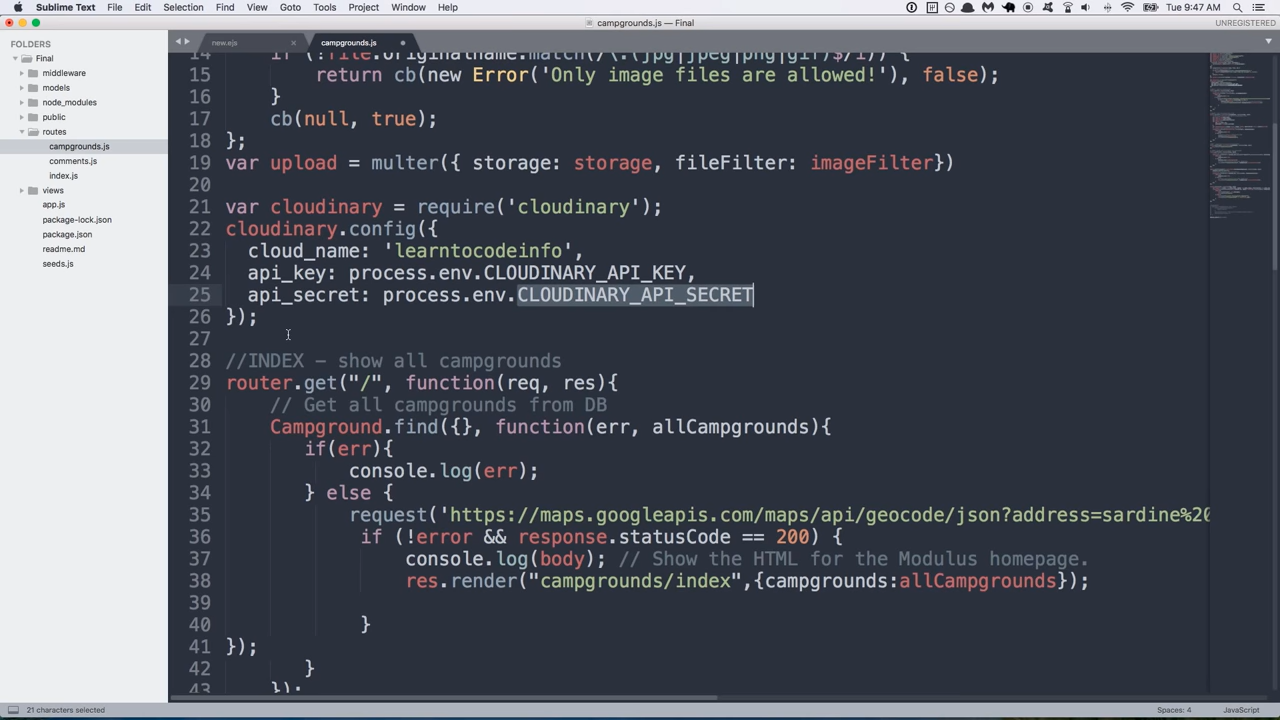 Sublime Text File Edit Selection Find View Goto Tools Project Window Help Tue 9:47 AM
campgrounds.js — Final UNREGISTERED
FOLDERS
Final
middleware
models
node_modules
public
routes
campgrounds.js
comments.js
index.js
views
app.js
package-lock.json
package.json
readme.md
seeds.js
new.ejs campgrounds.js
14 if (!file.originalname.match(/\.(jpg|jpeg|png|gif)$/i)) {
15 return cb(new Error('Only image files are allowed!'), false);
16 }
17 cb(null, true);
18 };
19 var upload = multer({ storage: storage, fileFilter: imageFilter})
20
21 var cloudinary = require('cloudinary');
22 cloudinary.config({
23 cloud_name: 'learntocodeinfo',
24 api_key: process.env.CLOUDINARY_API_KEY,
25 api_secret: process.env.CLOUDINARY_API_SECRET
26 });
27
28 //INDEX - show all campgrounds
29 router.get("/", function(req, res){
30 // Get all campgrounds from DB
31 Campground.find({}, function(err, allCampgrounds){
32 if(err){
33 console.log(err);
34 } else {
35 request('https://maps.googleapis.com/maps/api/geocode/json?address=sardine%20
36 if (!error && response.statusCode == 200) {
37 console.log(body); // Show the HTML for the Modulus homepage.
38 res.render("campgrounds/index",{campgrounds:allCampgrounds});
39
40 }
41 });
42 }
43 });
21 characters selected Spaces: 4 JavaScript